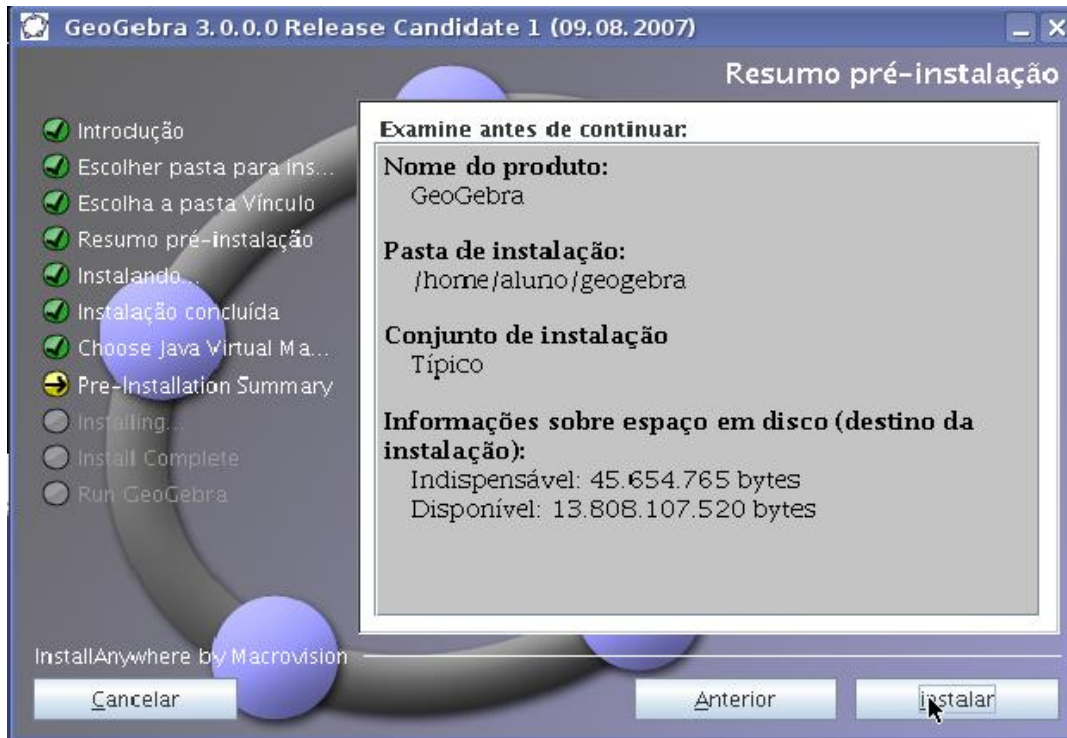 GeoGebra 3.0.0.0 Release Candidate 1 (09.08.2007)
Resumo pré-instalação
Introdução
Escolher pasta para ins...
Escolha a pasta Vínculo
Resumo pré-instalação
Instalando...
Instalação concluída
Choose Java Virtual Ma...
Pre-Installation Summary
Installing...
Install Complete
Run GeoGebra
Examine antes de continuar:
Nome do produto:
GeoGebra
Pasta de instalação:
/home/aluno/geogebra
Conjunto de instalação
Típico
Informações sobre espaço em disco (destino da
instalação):
Indispensável: 45.654.765 bytes
Disponível: 13.808.107.520 bytes
InstallAnywhere by Macrovision
Cancelar
Anterior
instalar